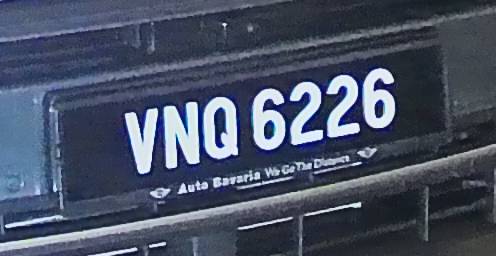 VNQ 6226
Auto Bavaria We Go The Distance